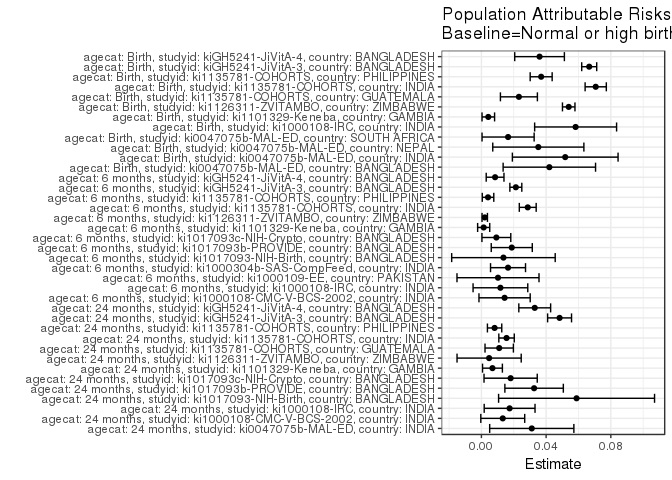 Population Attributable Risks
Baseline=Normal or high birth
agecat: Birth, studyid: kiGH5241-JiVitA-4, country: BANGLADESH
agecat: Birth, studyid: kiGH5241-JiVitA-3, country: BANGLADESH
agecat: Birth, studyid: ki1135781-COHORTS, country: PHILIPPINES
agecat: Birth, studyid: ki1135781-COHORTS, country: INDIA
agecat: Birth, studyid: ki1135781-COHORTS, country: GUATEMALA
agecat: Birth, studyid: ki1126311-ZVITAMBO, country: ZIMBABWE
agecat: Birth, studyid: ki1101329-Keneba, country: GAMBIA
agecat: Birth, studyid: ki1000108-IRC, country: INDIA
agecat: Birth, studyid: ki0047075b-MAL-ED, country: SOUTH AFRICA
agecat: Birth, studyid: ki0047075b-MAL-ED, country: NEPAL
agecat: Birth, studyid: ki0047075b-MAL-ED, country: INDIA
agecat: Birth, studyid: ki0047075b-MAL-ED, country: BANGLADESH
agecat: 6 months, studyid: kiGH5241-JiVitA-4, country: BANGLADESH
agecat: 6 months, studyid: kiGH5241-JiVitA-3, country: BANGLADESH
agecat: 6 months, studyid: ki1135781-COHORTS, country: PHILIPPINES
agecat: 6 months, studyid: ki1135781-COHORTS, country: INDIA
agecat: 6 months, studyid: ki1126311-ZVITAMBO, country: ZIMBABWE
agecat: 6 months, studyid: ki1101329-Keneba, country: GAMBIA
agecat: 6 months, studyid: ki1017093c-NIH-Crypto, country: BANGLADESH
agecat: 6 months, studyid: ki1017093b-PROVIDE, country: BANGLADESH
agecat: 6 months, studyid: ki1017093-NIH-Birth, country: BANGLADESH
agecat: 6 months, studyid: ki1000304b-SAS-CompFeed, country: INDIA
agecat: 6 months, studyid: ki1000109-EE, country: PAKISTAN
agecat: 6 months, studyid: ki1000108-IRC, country: INDIA
agecat: 6 months, studyid: ki1000108-CMC-V-BCS-2002, country: INDIA
agecat: 24 months, studyid: kiGH5241-JiVitA-4, country: BANGLADESH
agecat: 24 months, studyid: kiGH5241-JiVitA-3, country: BANGLADESH
agecat: 24 months, studyid: ki1135781-COHORTS, country: PHILIPPINES
agecat: 24 months, studyid: ki1135781-COHORTS, country: INDIA
agecat: 24 months, studyid: ki1135781-COHORTS, country: GUATEMALA
agecat: 24 months, studyid: ki1126311-ZVITAMBO, country: ZIMBABWE
agecat: 24 months, studyid: ki1101329-Keneba, country: GAMBIA
agecat: 24 months, studyid: ki1017093c-NIH-Crypto, country: BANGLADESH
agecat: 24 months, studyid: ki1017093b-PROVIDE, country: BANGLADESH
agecat: 24 months, studyid: ki1017093-NIH-Birth, country: BANGLADESH
agecat: 24 months, studyid: ki1000108-IRC, country: INDIA
agecat: 24 months, studyid: ki1000108-CMC-V-BCS-2002, country: INDIA
agecat: 24 months, studyid: ki0047075b-MAL-ED, country: INDIA
0.00 0.04 0.08
Estimate